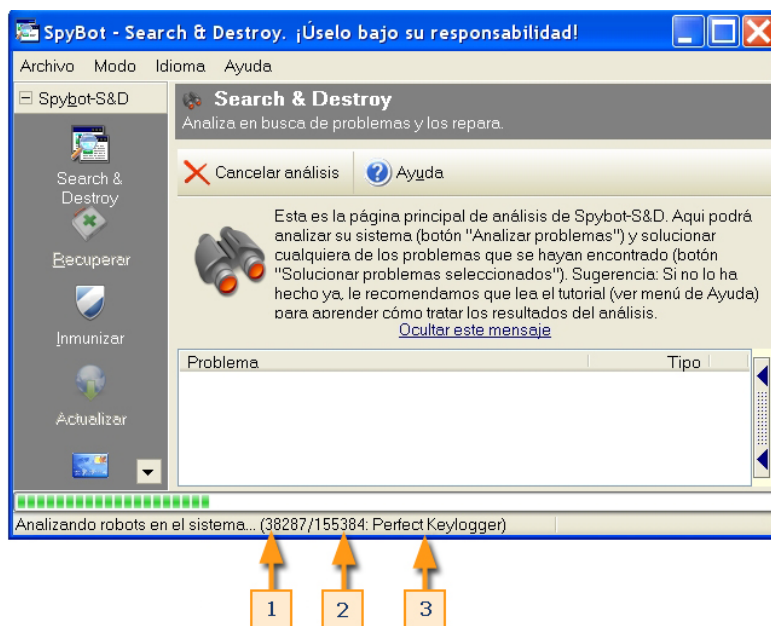 SpyBot - Search & Destroy. ¡Úselo bajo su responsabilidad!
Archivo Modo Idioma Ayuda
Spybot-S&D
Search & Destroy
Analiza en busca de problemas y los repara.
Cancelar análisis Ayuda
Search &
Destroy
Recuperar
Inmunizar
Actualizar
Esta es la página principal de análisis de Spybot-S&D. Aqui podrá
analizar su sistema (botón "Analizar problemas") y solucionar
cualquiera de los problemas que se hayan encontrado (botón
"Solucionar problemas seleccionados"). Sugerencia: Si no lo ha
hecho ya, le recomendamos que lea el tutorial (ver menú de Ayuda)
para aprender cómo tratar los resultados del análisis.
Ocultar este mensaje
Problema Tipo
Analizando robots en el sistema... (38287/155384: Perfect Keylogger)
1 2 3